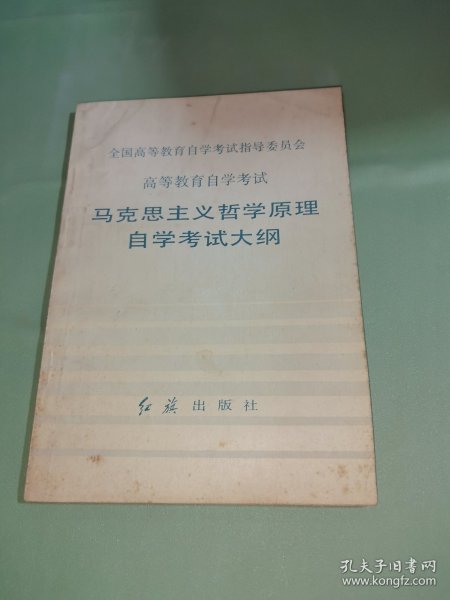 全国高等教育自学考试指导委员会
高等教育自学考试
马克思主义哲学原理
自学考试大纲
红旗出版社
孔夫子旧书网
www.kongfz.com